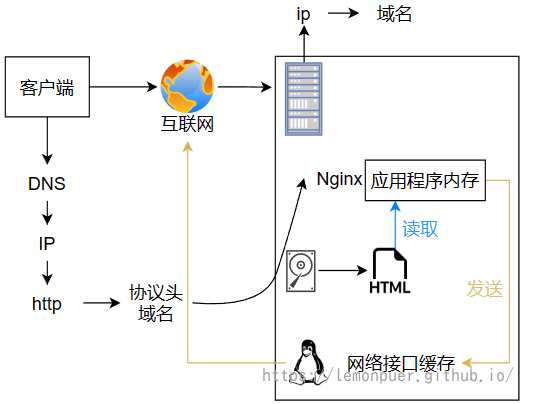 ip
域名
客户端
互联网
DNS
Nginx
应用程序内存
IP
读取
http
协议头
域名
HTML
发送
网络接口缓存
https://lemonpuer.github.io/